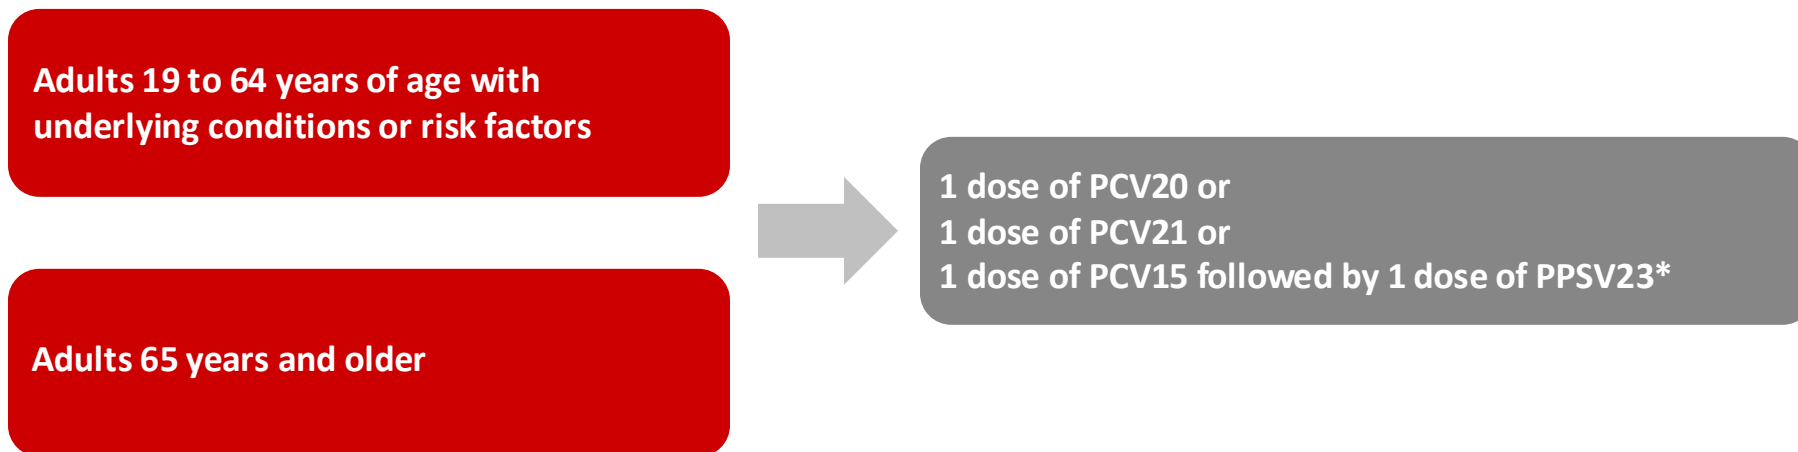 Adults 19 to 64 years of age with
underlying conditions or risk factors
Adults 65 years and older
1 dose of PCV20 or
1 dose of PCV21 or
1 dose of PCV15 followed by 1 dose of PPSV23*